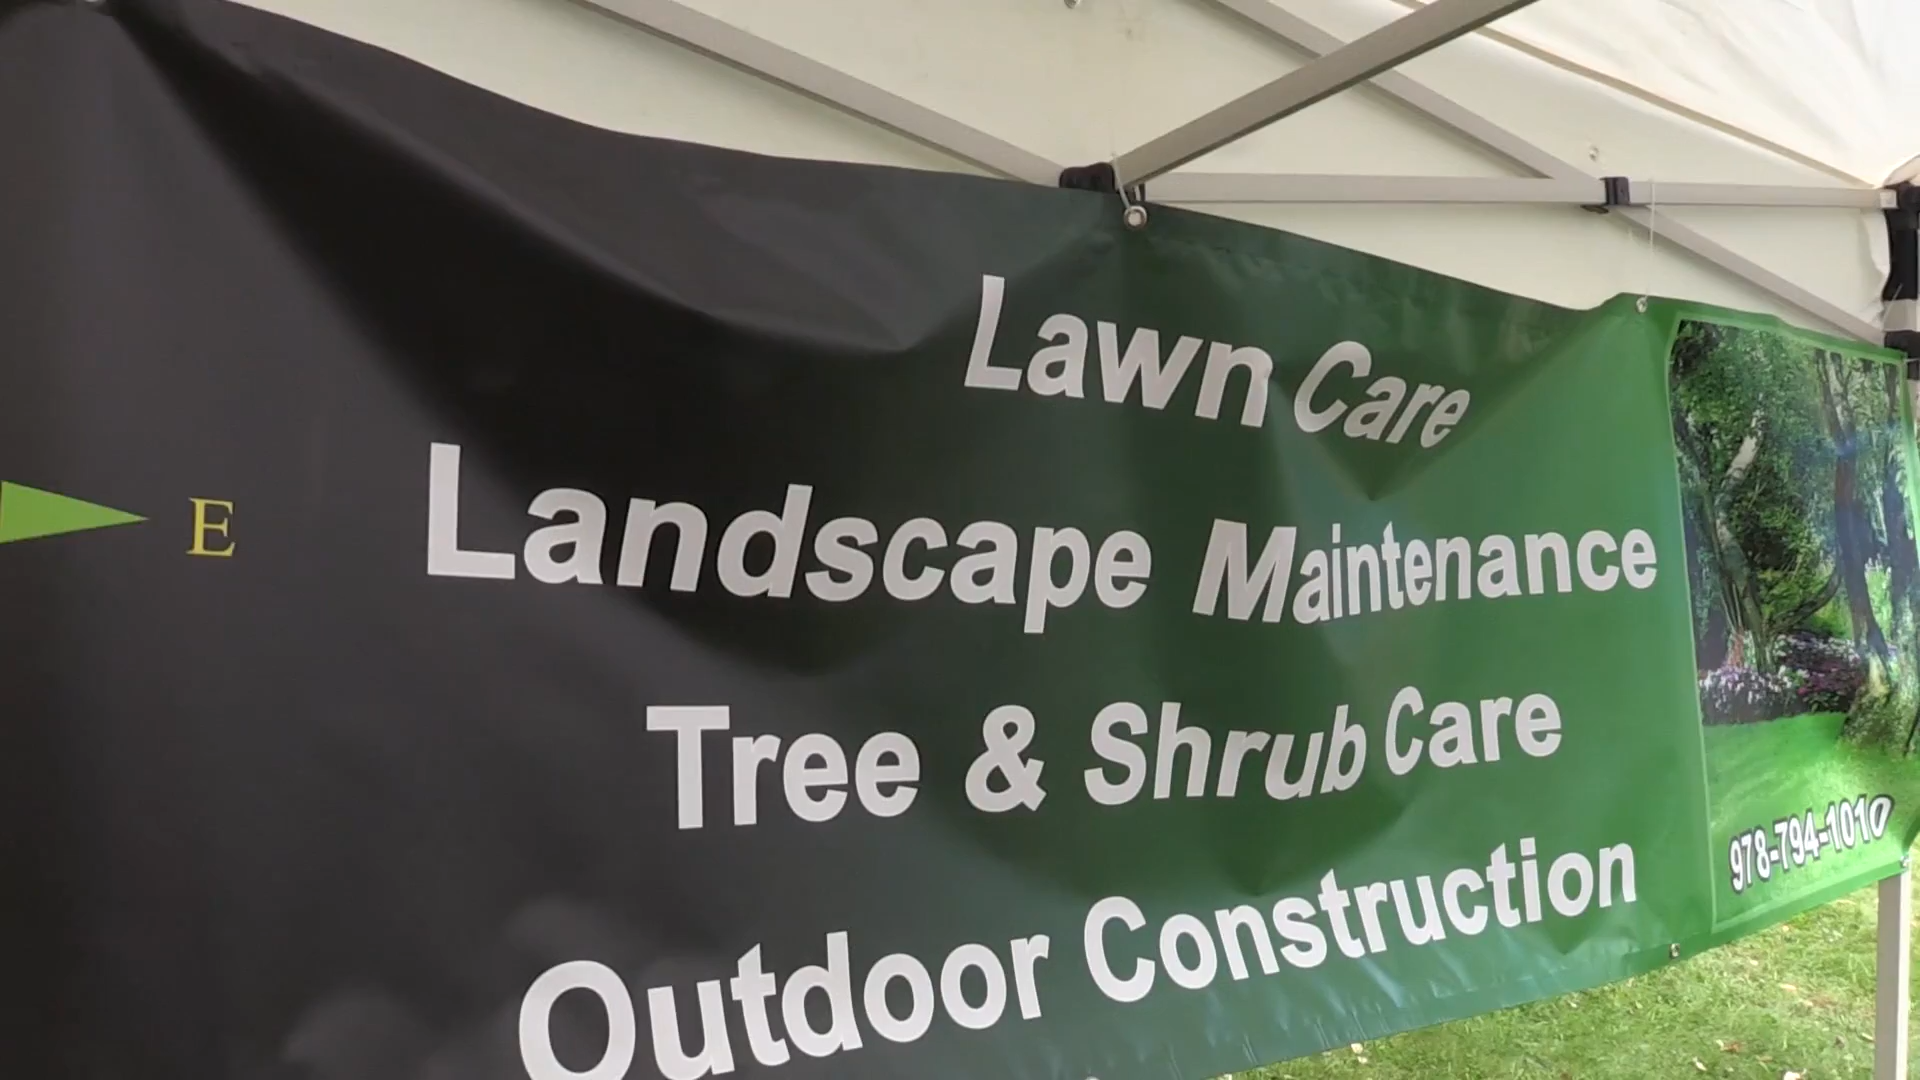 Lawn Care
E
Landscape Maintenance
Tree & Shrub Care
Outdoor Construction
978-794-1010